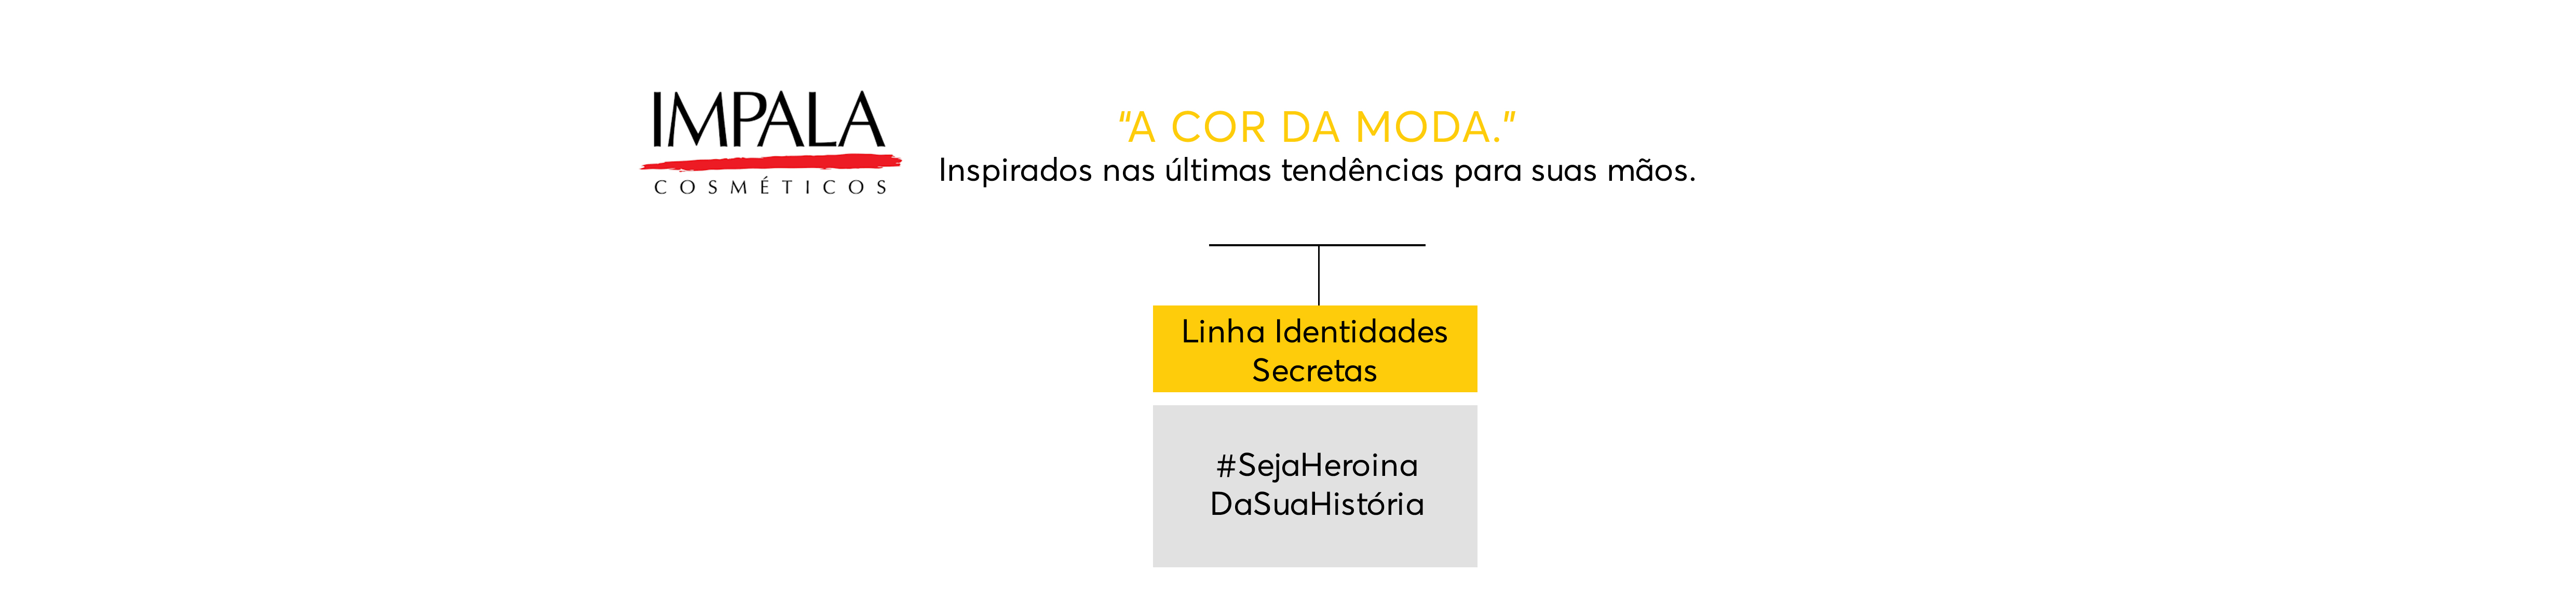 IMPALA
COSMÉTICOS
“A COR DA MODA.”
Inspirados nas últimas tendências para suas mãos.
Linha Identidades
Secretas
#SejaHeroina
DaSuaHistória